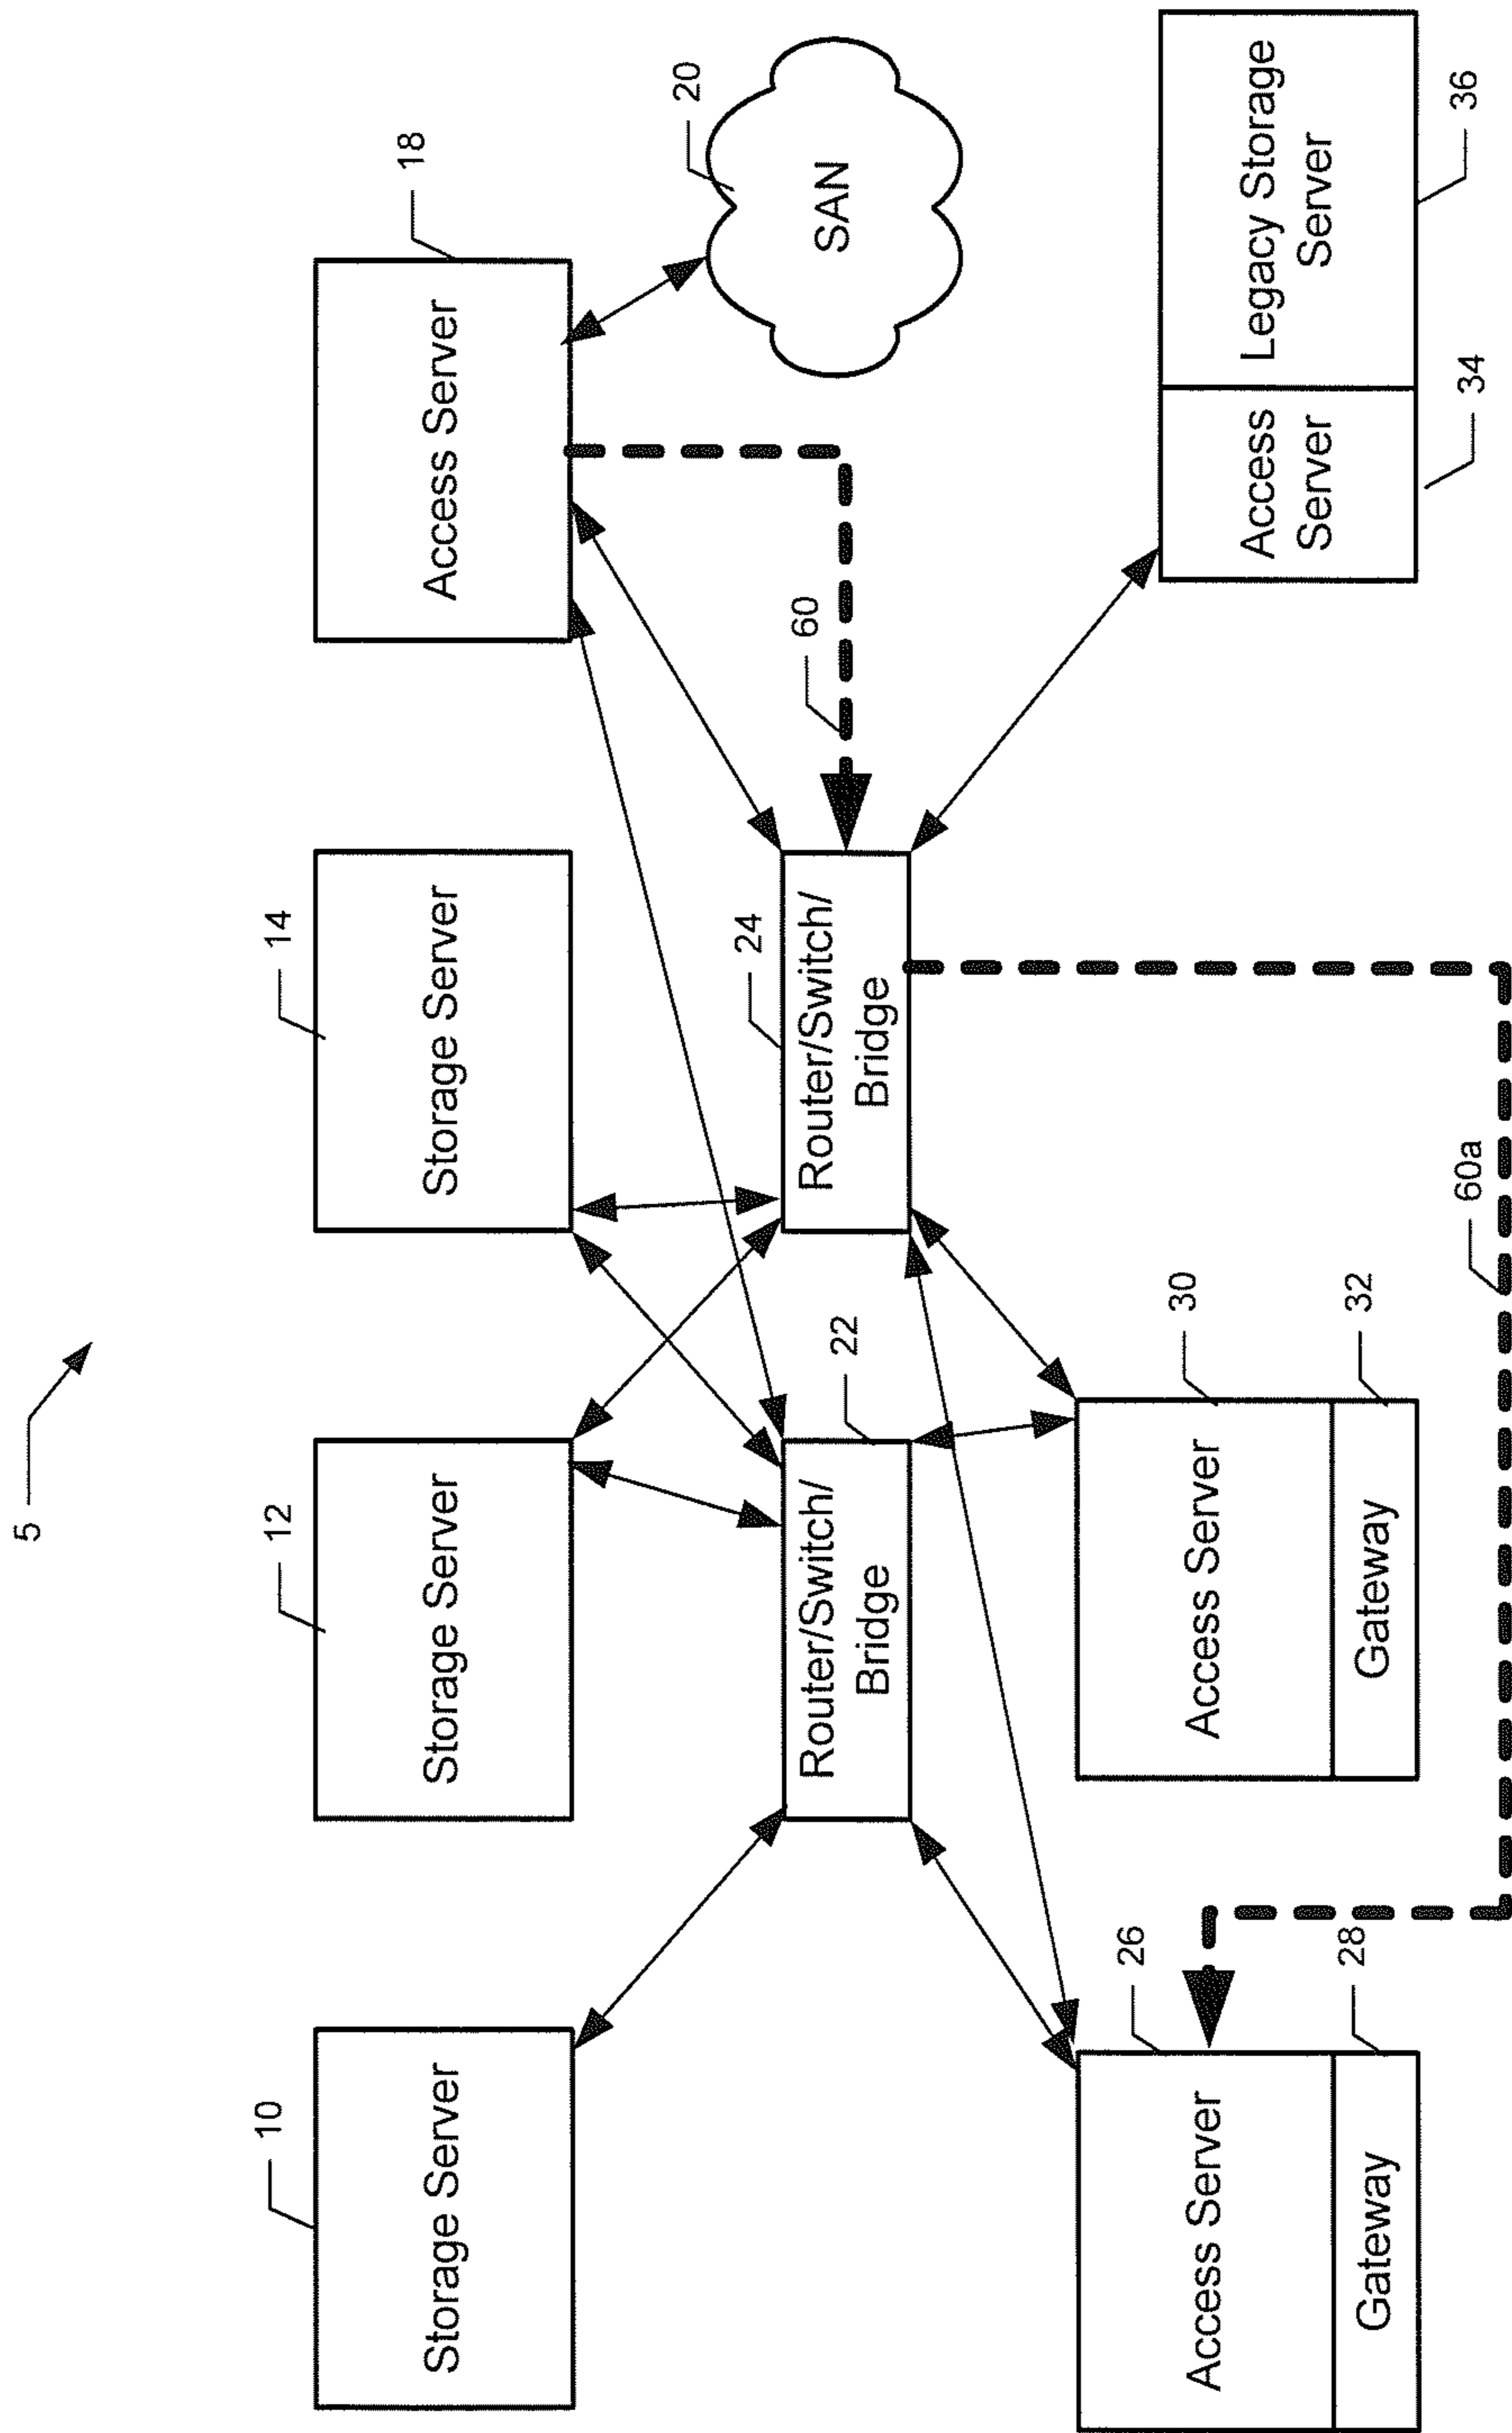 5
10
Storage Server
12
Storage Server
14
Storage Server
18
Access Server
20
SAN
22
Router/Switch/
Bridge
24
Router/Switch/
Bridge
60
26
Access Server
28
Gateway
30
Access Server
32
Gateway
60a
Access
Server
34
Legacy Storage
Server
36